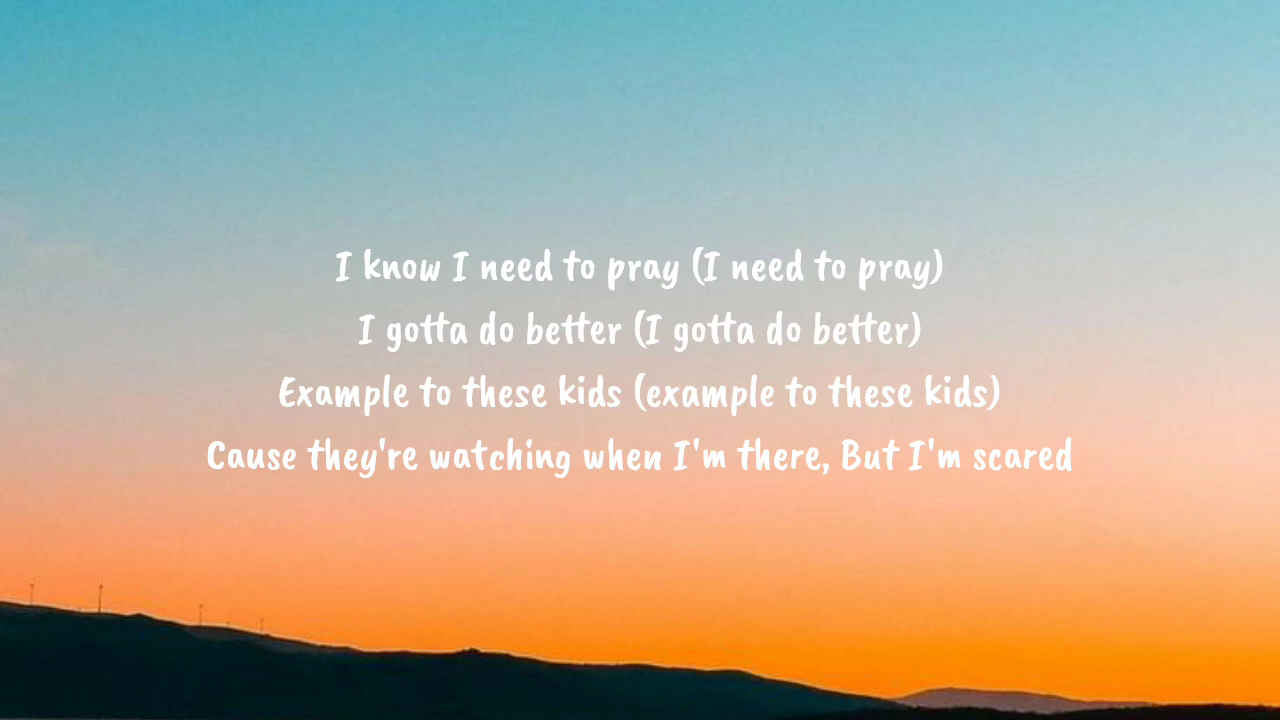 I know I need to pray (I need to pray)
I gotta do better (I gotta do better)
Example to these kids (example to these kids)
Cause they're watching when I'm there, But I'm scared